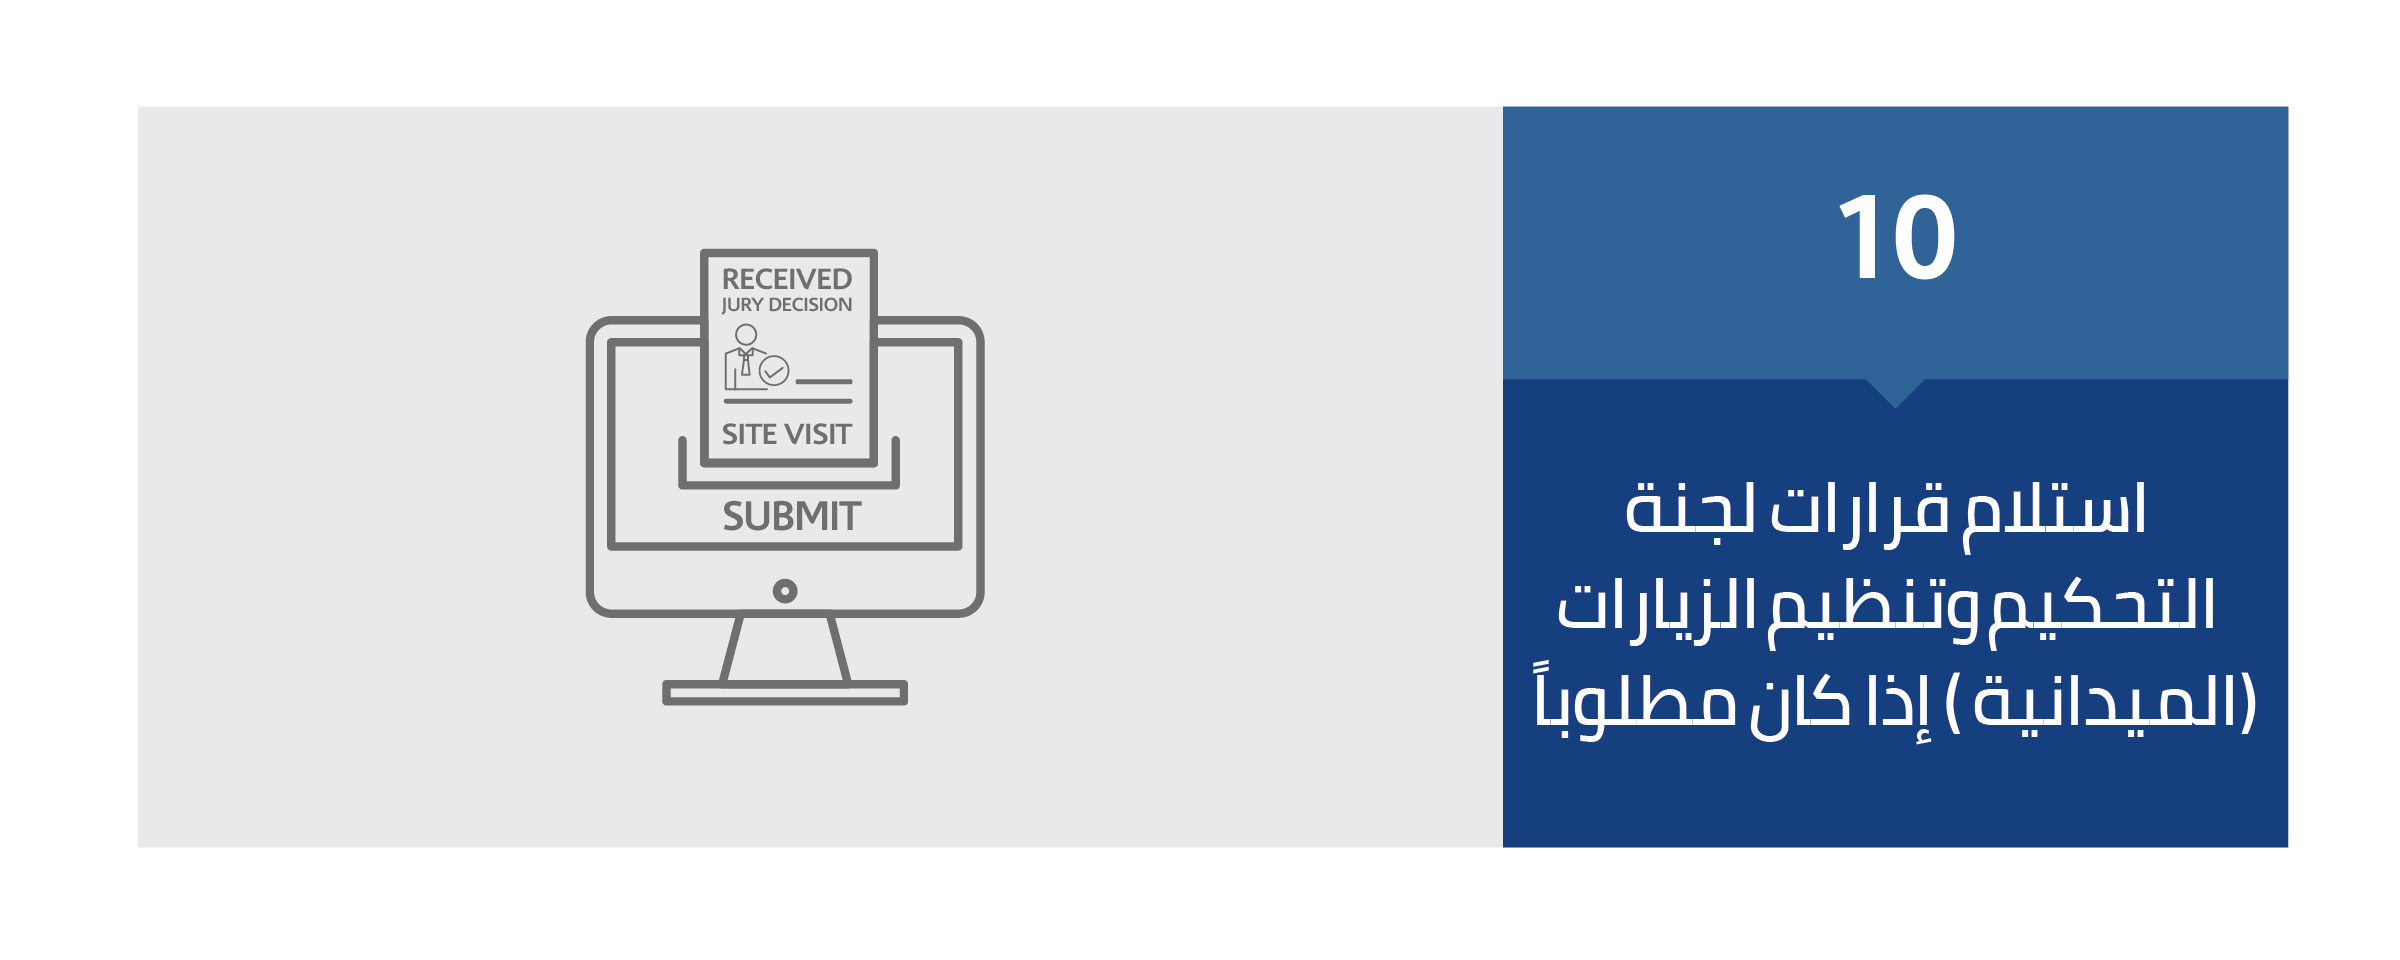 10
استلام قرارات لجنة
التحكيم وتنظيم الزيارات
(الميدانية ) إذا كان مطلوباً
RECEIVED
JURY DECISION
SITE VISIT
SUBMIT